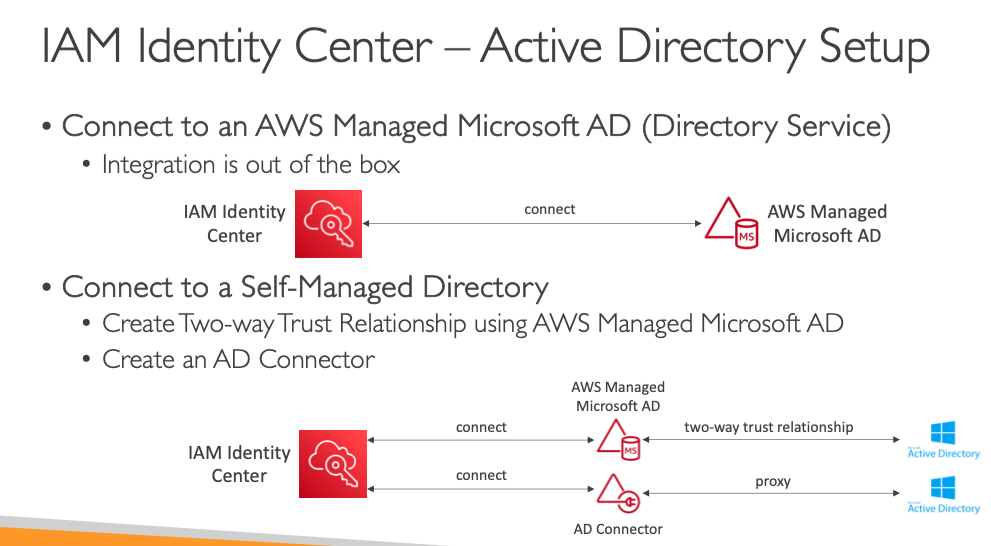 IAM Identity Center – Active Directory Setup
• Connect to an AWS Managed Microsoft AD (Directory Service)
• Integration is out of the box
IAM Identity
Center
connect
MS
AWS Managed
Microsoft AD
• Connect to a Self-Managed Directory
• Create Two-way Trust Relationship using AWS Managed Microsoft AD
• Create an AD Connector
IAM Identity
Center
connect
AWS Managed
Microsoft AD
MS
two-way trust relationship
Microsoft
Active Directory
connect
AD Connector
proxy
Microsoft
Active Directory